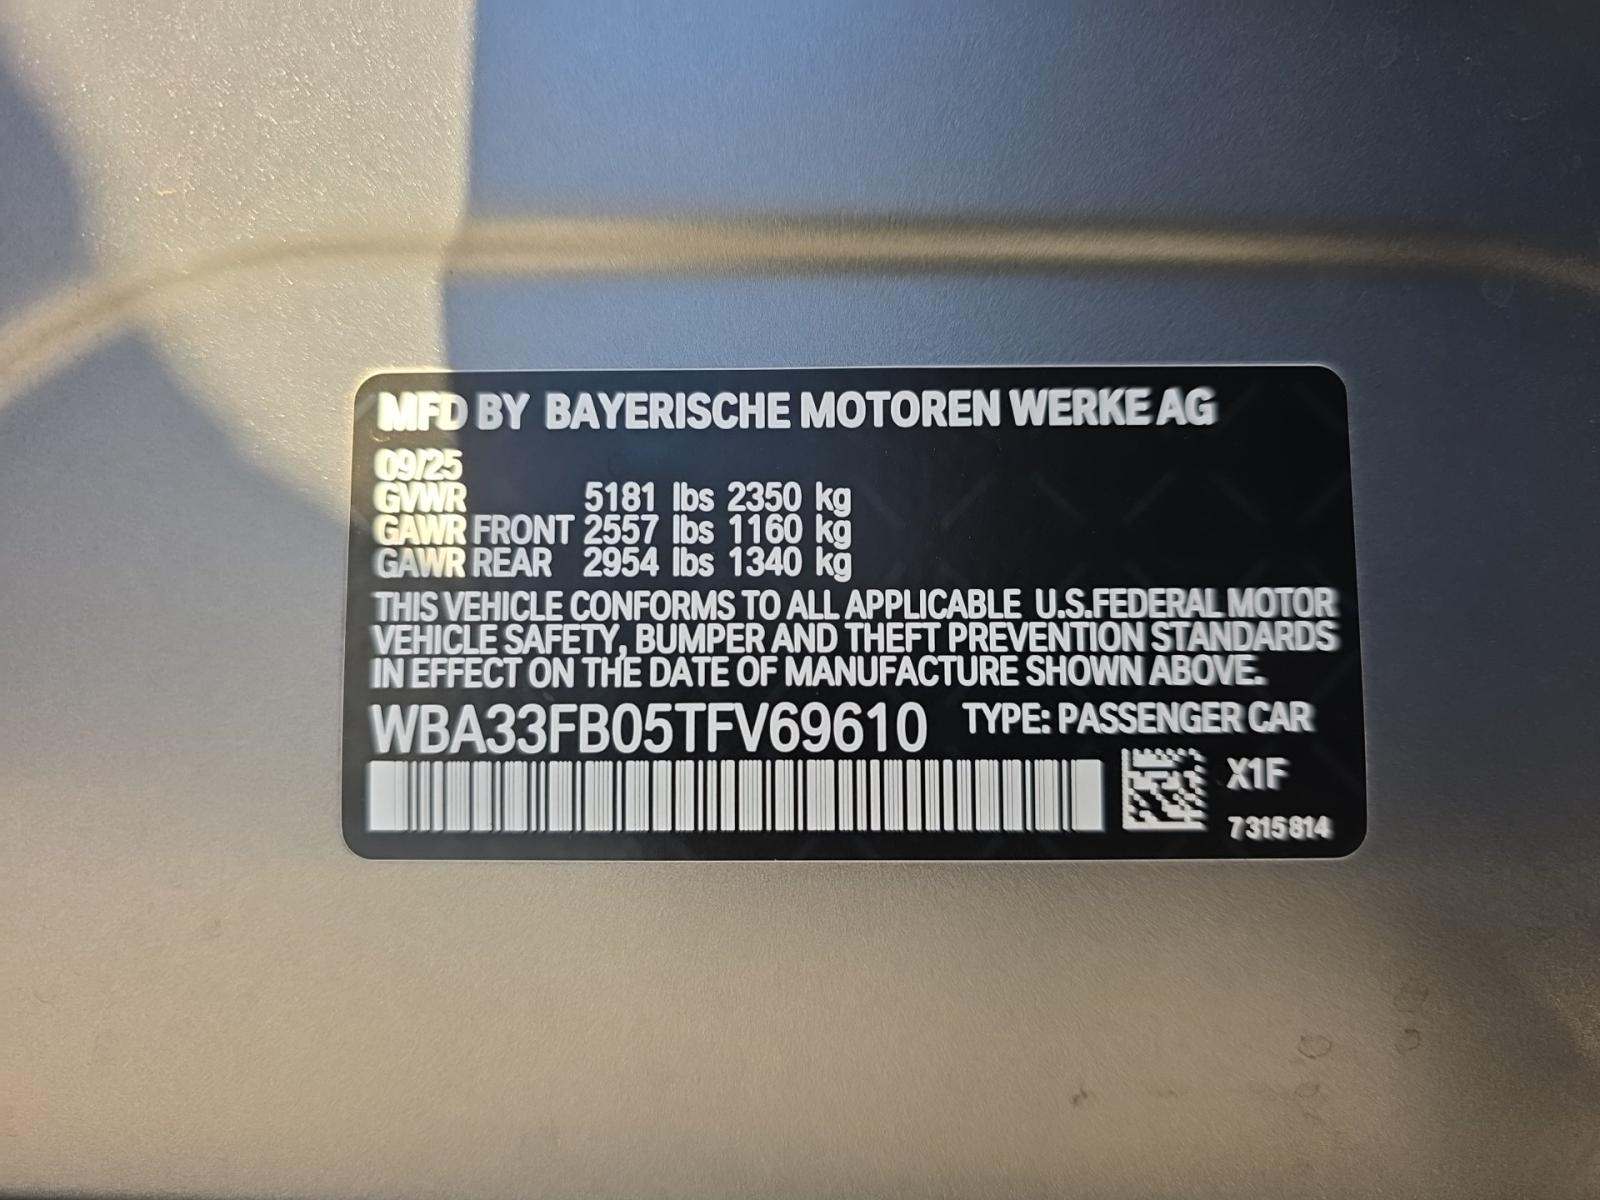 MFD BY BAYERISCHE MOTOREN WERKE AG
09/25
GVWR 5181 lbs 2350 kg
GAWR FRONT 2557 lbs 1160 kg
GAWR REAR 2954 lbs 1340 kg
THIS VEHICLE CONFORMS TO ALL APPLICABLE U.S.FEDERAL MOTOR
VEHICLE SAFETY, BUMPER AND THEFT PREVENTION STANDARDS
IN EFFECT ON THE DATE OF MANUFACTURE SHOWN ABOVE.
WBA33FB05TFV69610 TYPE: PASSENGER CAR
X1F
7315814